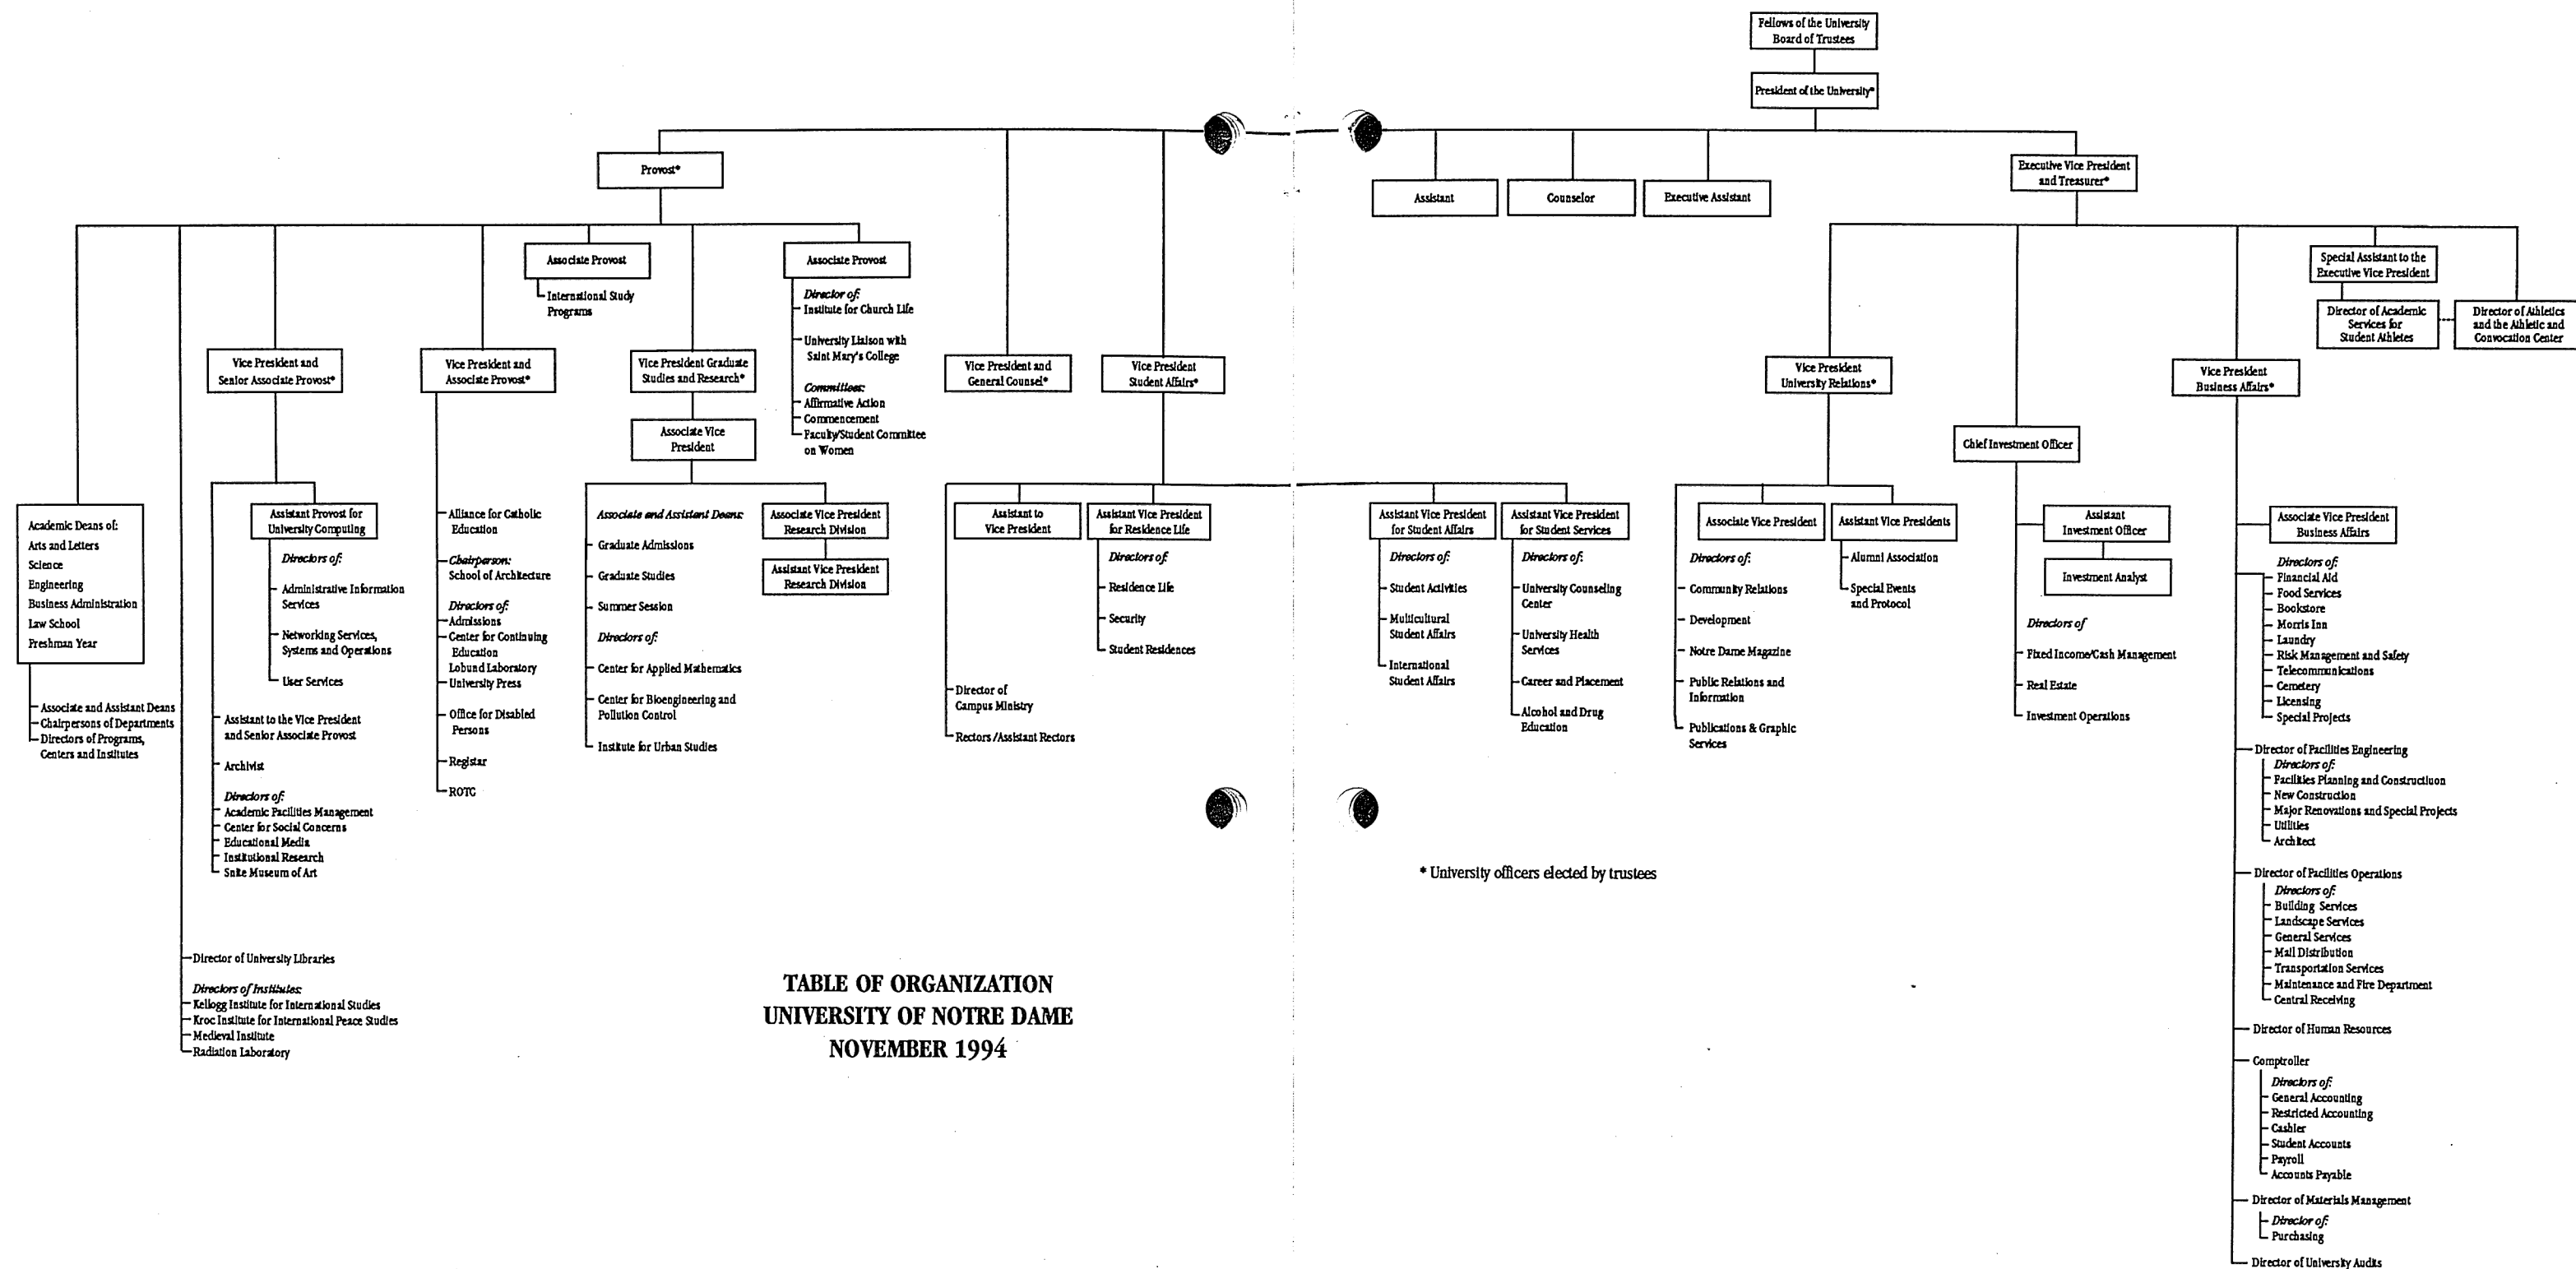 Fellows of the University
Board of Trustees
President of the University*
Provost*
Assistant
Counselor
Executive Assistant
Executive Vice President
and Treasurer*
Associate Provost
International Study
Programs
Associate Provost
Director of:
Institute for Church Life
University Liaison with
Saint Mary's College
Committees:
Affirmative Action
Commencement
Faculty/Student Committee
on Women
Special Assistant to the
Executive Vice President
Director of Academic
Services for
Student Athletes
Director of Athletics
and the Athletic and
Convocation Center
Vice President and
Senior Associate Provost*
Vice President and
Associate Provost*
Vice President Graduate
Studies and Research*
Associate Vice
President
Vice President and
General Counsel*
Vice President
Student Affairs*
Vice President
University Relations*
Chief Investment Officer
Vice President
Business Affairs*
Academic Deans of:
Arts and Letters
Science
Engineering
Business Administration
Law School
Freshman Year
Associate and Assistant Deans
Chairpersons of Departments
Directors of Programs,
Centers and Institutes
Assistant Provost for
University Computing
Directors of:
Administrative Information
Services
Networking Services,
Systems and Operations
User Services
Assistant to the Vice President
and Senior Associate Provost
Archivist
Directors of:
Academic Facilities Management
Center for Social Concerns
Educational Media
Institutional Research
Snite Museum of Art
Director of University Libraries
Directors of Institutes:
Kellogg Institute for International Studies
Kroc Institute for International Peace Studies
Medieval Institute
Radiation Laboratory
Alliance for Catholic
Education
Chairperson:
School of Architecture
Directors of:
Admissions
Center for Continuing
Education
Lobund Laboratory
University Press
Office for Disabled
Persons
Registar
ROTC
Associate and Assistant Deans:
Graduate Admissions
Graduate Studies
Summer Session
Directors of:
Center for Applied Mathematics
Center for Bioengineering and
Pollution Control
Institute for Urban Studies
Associate Vice President
Research Division
Assistant Vice President
Research Division
Assistant to
Vice President
Director of
Campus Ministry
Rectors/Assistant Rectors
Assistant Vice President
for Residence Life
Directors of:
Residence Life
Security
Student Residences
Assistant Vice President
for Student Affairs
Directors of:
Student Activities
Multicultural
Student Affairs
International
Student Affairs
Assistant Vice President
for Student Services
Directors of:
University Counseling
Center
University Health
Services
Career and Placement
Alcohol and Drug
Education
Associate Vice President
Directors of:
Community Relations
Development
Notre Dame Magazine
Public Relations and
Information
Publications & Graphic
Services
Assistant Vice Presidents
Alumni Association
Special Events
and Protocol
Assistant
Investment Officer
Investment Analyst
Directors of
Fixed Income/Cash Management
Real Estate
Investment Operations
Associate Vice President
Business Affairs
Directors of:
Financial Aid
Food Services
Bookstore
Morris Inn
Laundry
Risk Management and Safety
Telecommunications
Cemetery
Licensing
Special Projects
Director of Facilities Engineering
Directors of:
Facilities Planning and Constructiuon
New Construction
Major Renovations and Special Projects
Utilities
Architect
Director of Facilities Operations
Directors of:
Building Services
Landscape Services
General Services
Mail Distribution
Transportation Services
Maintenance and Fire Department
Central Receiving
Director of Human Resources
Comptroller
Directors of:
General Accounting
Restricted Accounting
Cashier
Student Accounts
Payroll
Accounts Payable
Director of Materials Management
Director of:
Purchasing
Director of University Audits
* University officers elected by trustees
TABLE OF ORGANIZATION
UNIVERSITY OF NOTRE DAME
NOVEMBER 1994